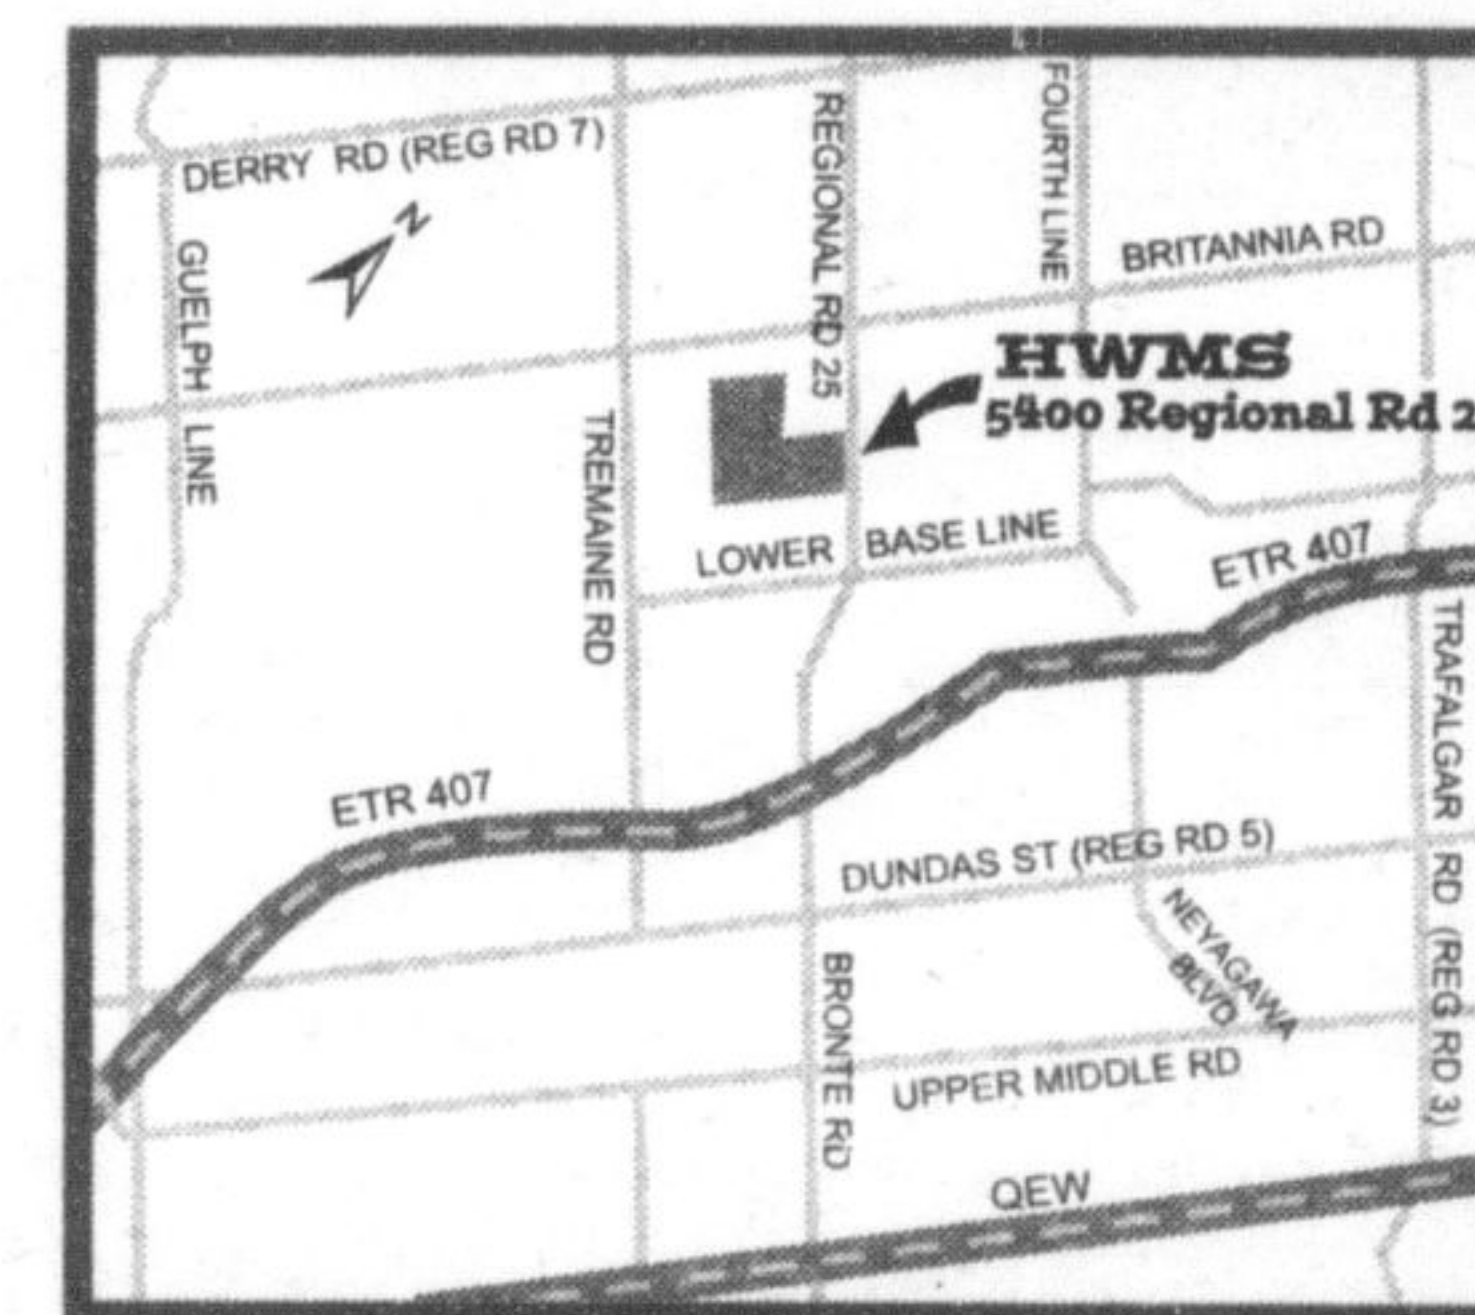 FOURTH LINE
REGIONAL RD 25
DERRY RD (REG RD 7)
N
GUELPH LINE
BRITANNIA RD
HWMS
5400 Regional Rd 2
TREMAINE RD
LOWER BASE LINE
ETR 407
TRAFALGAR RD (REG RD 3)
ETR 407
DUNDAS ST (REG RD 5)
NEYAGAWA
BLVD
BRONTE RD
UPPER MIDDLE RD
QEW